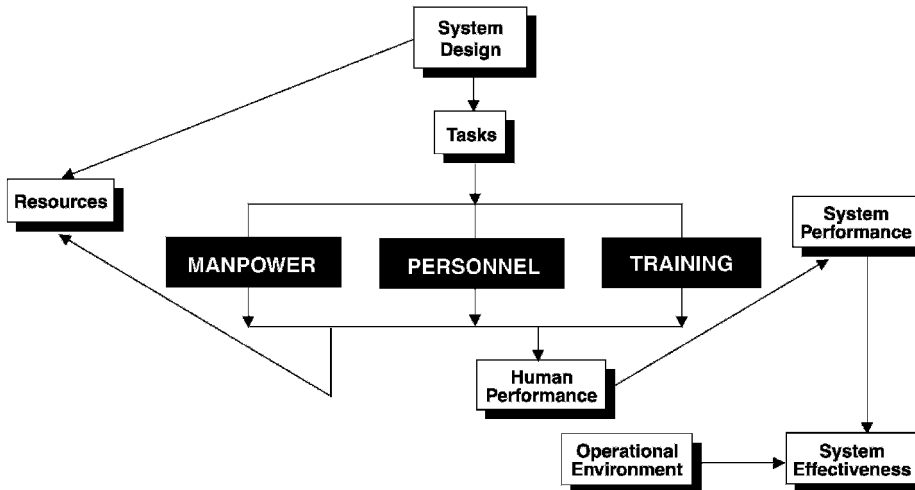 System
Design
Tasks
Resources
System
Performance
MANPOWER
PERSONNEL
TRAINING
Human
Performance
Operational
Environment
System
Effectiveness